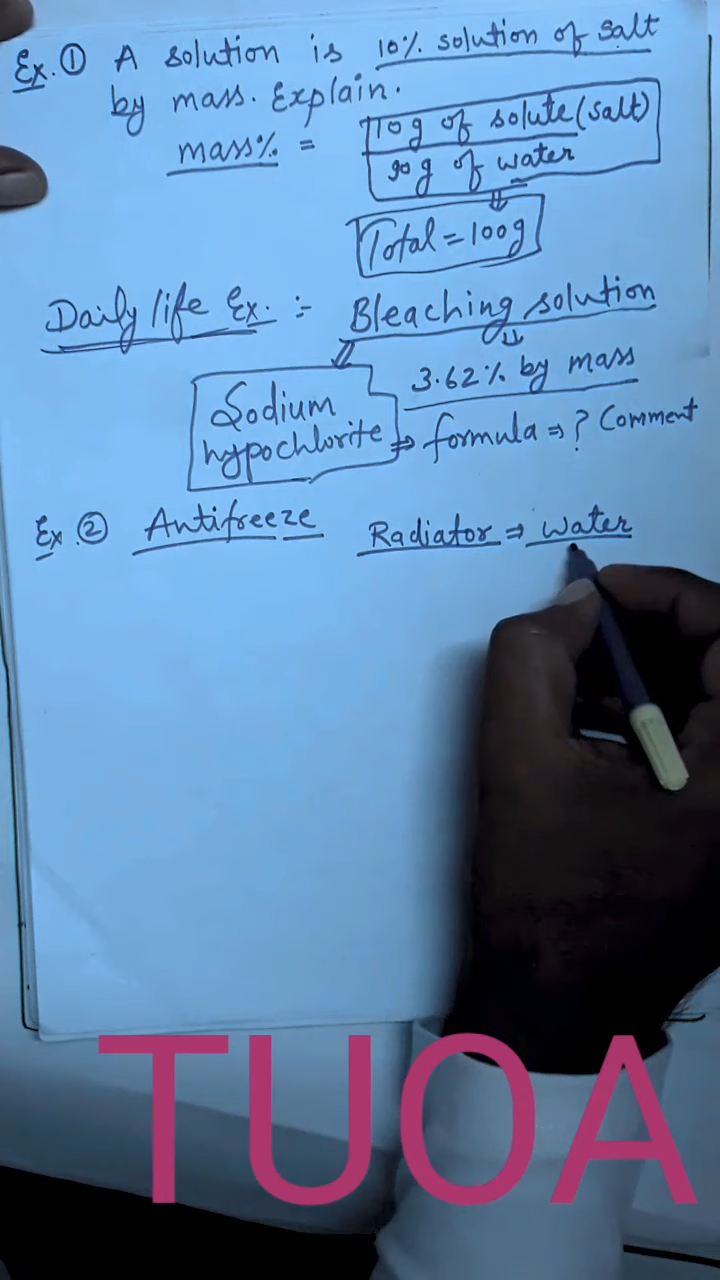 Ex. ① A solution is 10% solution of salt
by mass. Explain.
mass% = 10g of solute (salt)
90g of water
⇓
Total = 100g
Daily life Ex. :- Bleaching solution
⇓
3.62% by mass
Sodium
hypochlorite ⇒ formula ⇒ ? Comment
Ex. ② Antifreeze Radiator ⇒ water
TUOA